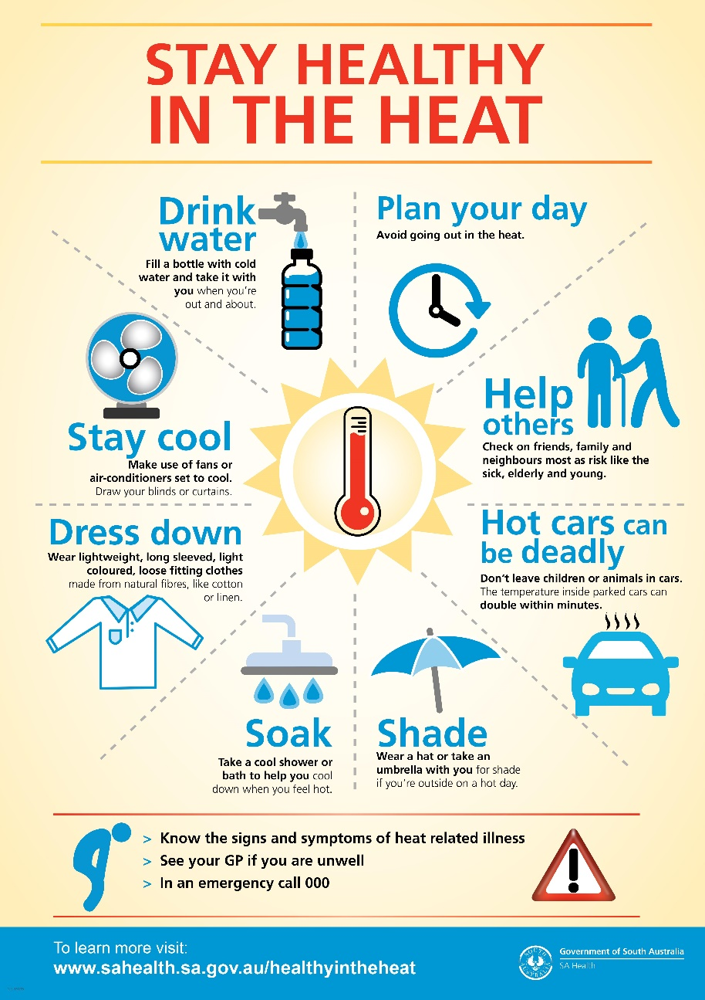 STAY HEALTHY
IN THE HEAT
Drink
water
Fill a bottle with cold
water and take it with
you when you're
out and about.
Plan your day
Avoid going out in the heat.
Help
others
Check on friends, family and
neighbours most as risk like the
sick, elderly and young.
Stay cool
Make use of fans or
air-conditioners set to cool.
Draw your blinds or curtains.
Dress down
Wear lightweight, long sleeved, light
coloured, loose fitting clothes
made from natural fibres, like cotton
or linen.
Hot cars can
be deadly
Don't leave children or animals in cars.
The temperature inside parked cars can
double within minutes.
Soak
Take a cool shower or
bath to help you cool
down when you feel hot.
Shade
Wear a hat or take an
umbrella with you for shade
if you're outside on a hot day.
> Know the signs and symptoms of heat related illness
> See your GP if you are unwell
> In an emergency call 000
To learn more visit:
www.sahealth.sa.gov.au/healthyintheheat
SOUTH AUSTRALIA
Government of South Australia
SA Health